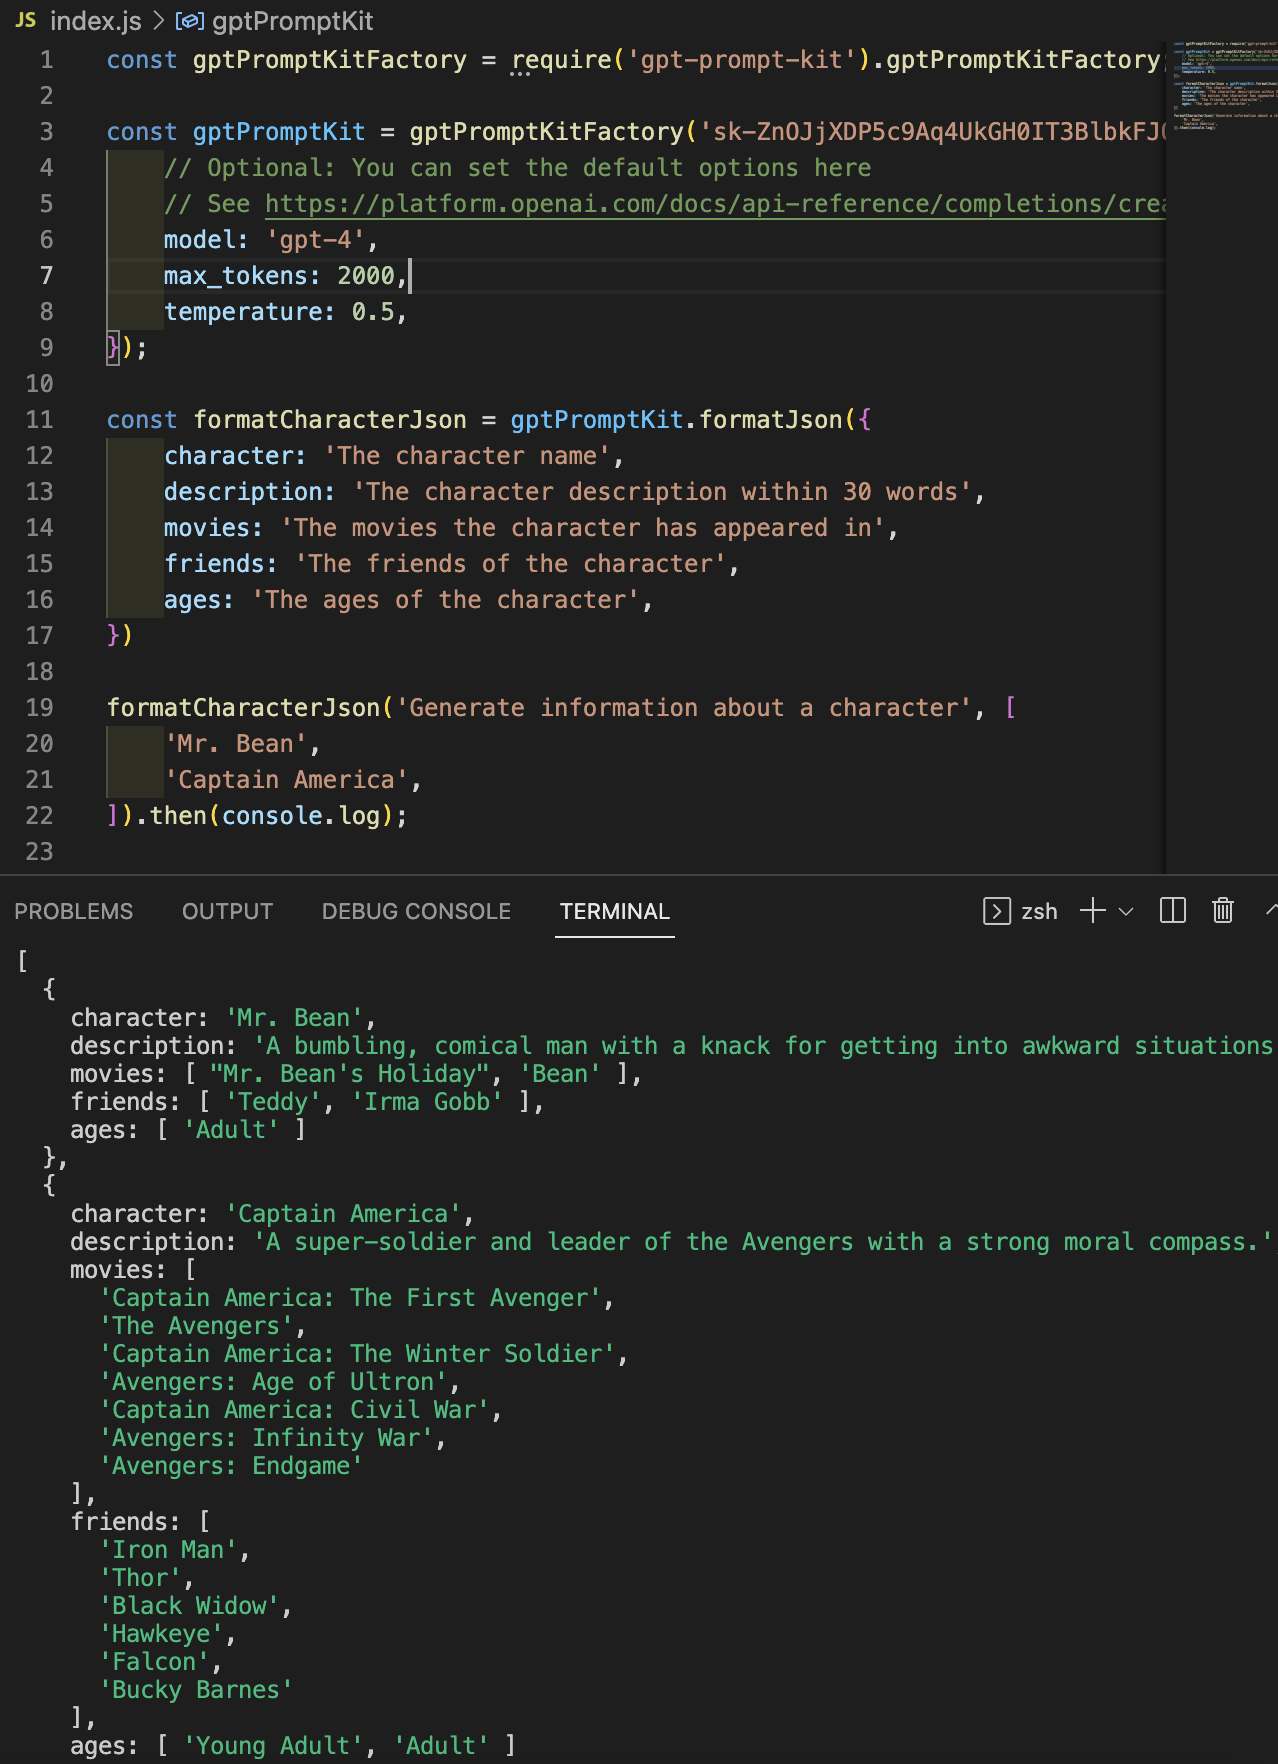 JS index.js > gptPromptKit
1 const gptPromptKitFactory = require('gpt-prompt-kit').gptPromptKitFactory;
2
3 const gptPromptKit = gptPromptKitFactory('sk-
4 // Optional: You can set the default options here
5 // See https://platform.openai.com/docs/api-reference/completions/crea
6 model: 'gpt-4',
7 max_tokens: 2000,
8 temperature: 0.5,
9 });
10
11 const formatCharacterJson = gptPromptKit.formatJson({
12 character: 'The character name',
13 description: 'The character description within 30 words',
14 movies: 'The movies the character has appeared in',
15 friends: 'The friends of the character',
16 ages: 'The ages of the character',
17 })
18
19 formatCharacterJson('Generate information about a character', [
20 'Mr. Bean',
21 'Captain America',
22 ]).then(console.log);
23
PROBLEMS OUTPUT DEBUG CONSOLE TERMINAL zsh
[
{
character: 'Mr. Bean',
description: 'A bumbling, comical man with a knack for getting into awkward situations
movies: [ "Mr. Bean's Holiday", 'Bean' ],
friends: [ 'Teddy', 'Irma Gobb' ],
ages: [ 'Adult' ]
},
{
character: 'Captain America',
description: 'A super-soldier and leader of the Avengers with a strong moral compass.'
movies: [
'Captain America: The First Avenger',
'The Avengers',
'Captain America: The Winter Soldier',
'Avengers: Age of Ultron',
'Captain America: Civil War',
'Avengers: Infinity War',
'Avengers: Endgame'
],
friends: [
'Iron Man',
'Thor',
'Black Widow',
'Hawkeye',
'Falcon',
'Bucky Barnes'
],
ages: [ 'Young Adult', 'Adult' ]